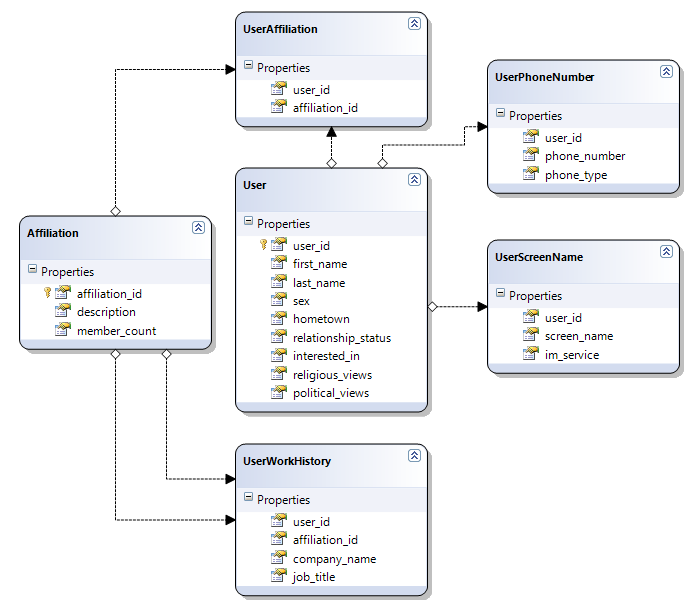 UserAffiliation
Properties
user_id
affiliation_id
UserPhoneNumber
Properties
user_id
phone_number
phone_type
User
Properties
user_id
first_name
last_name
sex
hometown
relationship_status
interested_in
religious_views
political_views
Affiliation
Properties
affiliation_id
description
member_count
UserScreenName
Properties
user_id
screen_name
im_service
UserWorkHistory
Properties
user_id
affiliation_id
company_name
job_title